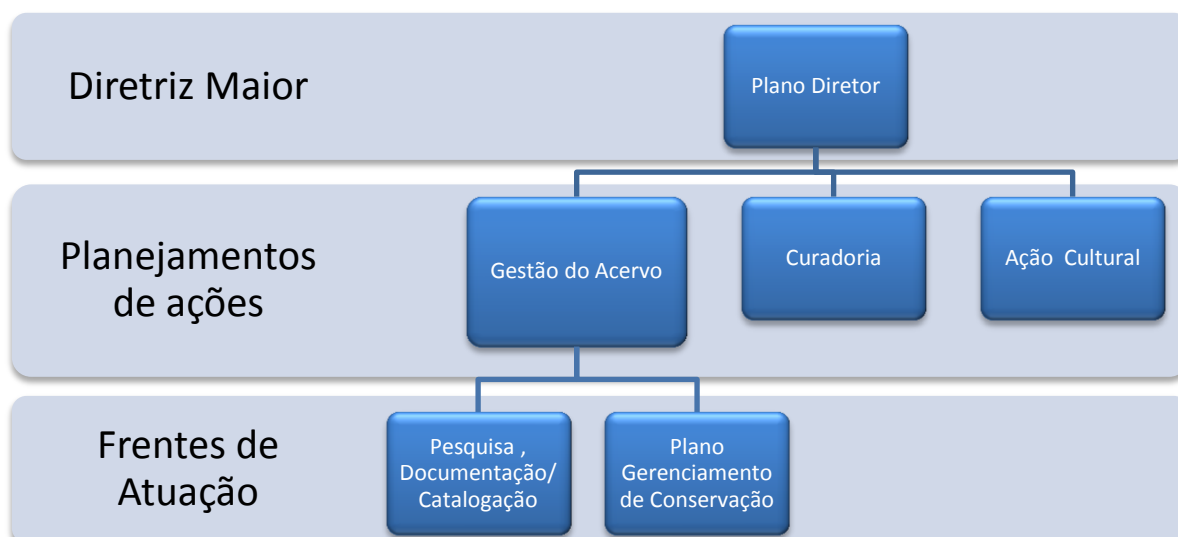 Diretriz Maior
Plano Diretor
Planejamentos
de ações
Gestão do Acervo
Curadoria
Ação Cultural
Frentes de
Atuação
Pesquisa ,
Documentação/
Catalogação
Plano
Gerenciamento
de Conservação